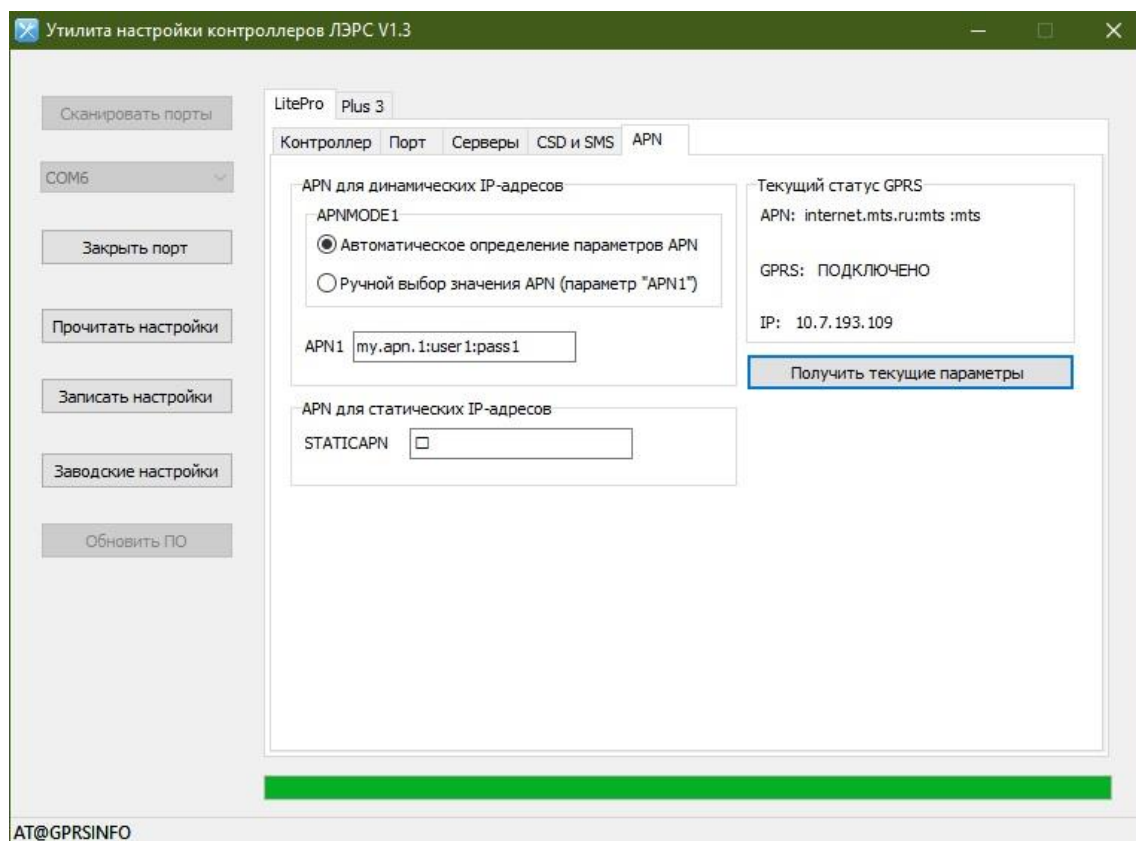 Утилита настройки контроллеров ЛЭРС V1.3
Сканировать порты
COM6
Закрыть порт
Прочитать настройки
Записать настройки
Заводские настройки
Обновить ПО
LitePro Plus 3
Контроллер Порт Серверы CSD и SMS APN
APN для динамических IP-адресов
APNMODE1
Автоматическое определение параметров APN
Ручной выбор значения APN (параметр "APN1")
APN1 my.apn.1:user1:pass1
APN для статических IP-адресов
STATICAPN
Текущий статус GPRS
APN: internet.mts.ru:mts :mts
GPRS: ПОДКЛЮЧЕНО
IP: 10.7.193.109
Получить текущие параметры
AT@GPRSINFO